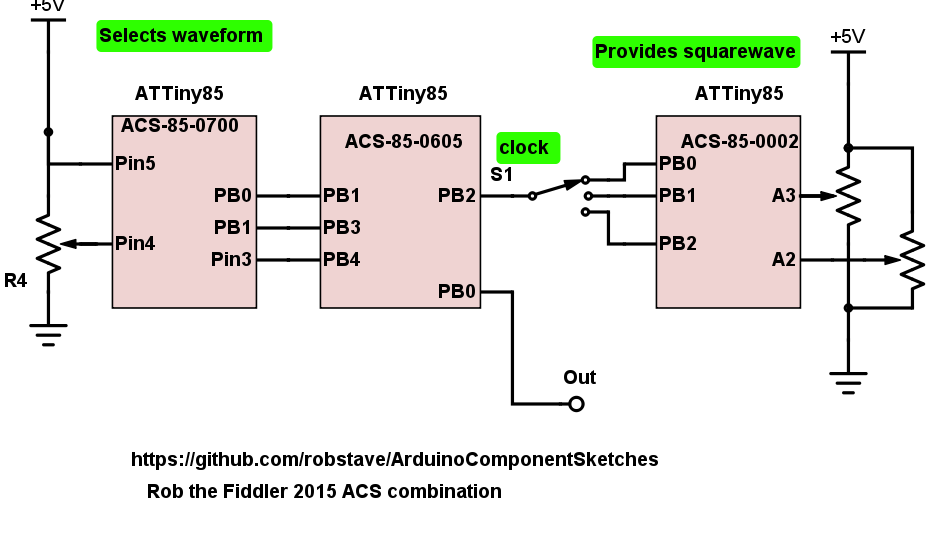 +5V
Selects waveform
Provides squarewave
+5V
ATTiny85
ATTiny85
ATTiny85
ACS-85-0700
ACS-85-0605
clock
ACS-85-0002
Pin5
S1
PB0
PB0
PB1
PB2
PB1
A3
PB1
PB3
Pin4
PB2
Pin3
PB4
A2
R4
PB0
Out
https://github.com/robstave/ArduinoComponentSketches
Rob the Fiddler 2015 ACS combination